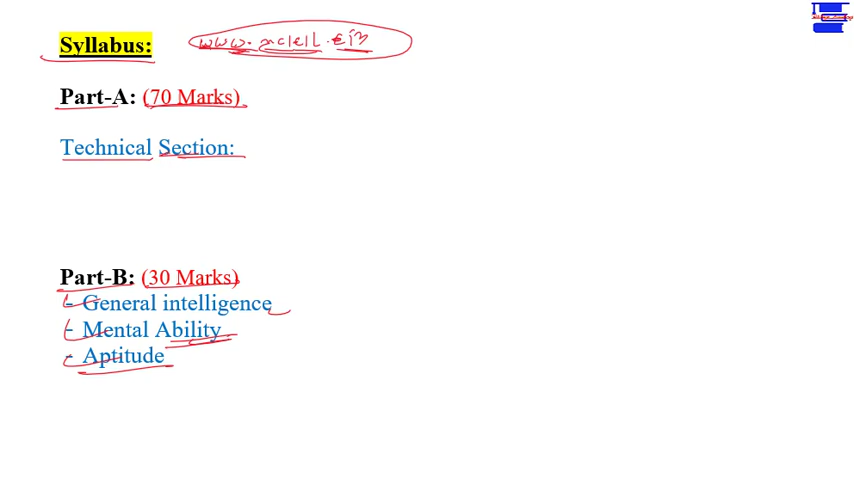 Syllabus:
Part-A: (70 Marks)
Technical Section:
Part-B: (30 Marks)
- General intelligence
- Mental Ability
- Aptitude